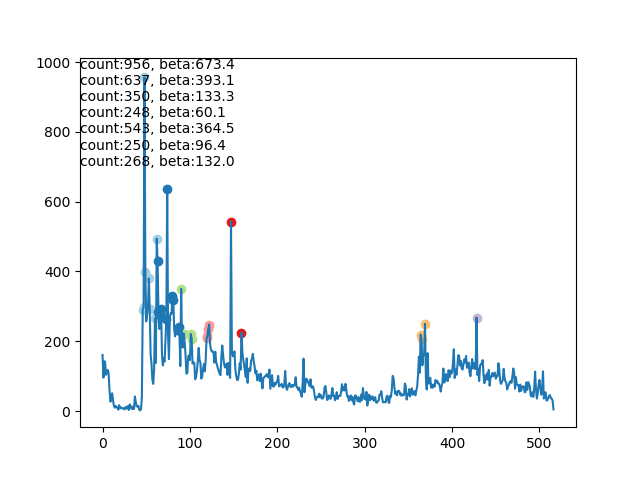 1000
count:956, beta:673.4
count:637, beta:393.1
count:350, beta:133.3
800
count:248, beta:60.1
count:543, beta:364.5
count:250, beta:96.4
count:268, beta:132.0
600
400
200
0
0 100 200 300 400 500